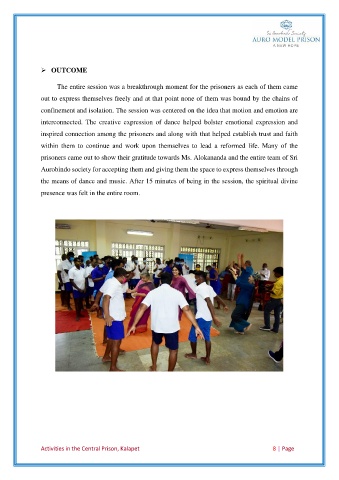 Sri Aurobindo Society
AURO MODEL PRISON
A NEW HOPE
➢ OUTCOME
The entire session was a breakthrough moment for the prisoners as each of them came
out to express themselves freely and at that point none of them was bound by the chains of
confinement and isolation. The session was centered on the idea that motion and emotion are
interconnected. The creative expression of dance helped bolster emotional expression and
inspired connection among the prisoners and along with that helped establish trust and faith
within them to continue and work upon themselves to lead a reformed life. Many of the
prisoners came out to show their gratitude towards Ms. Alokananda and the entire team of Sri
Aurobindo society for accepting them and giving them the space to express themselves through
the means of dance and music. After 15 minutes of being in the session, the spiritual divine
presence was felt in the entire room.
Activities in the Central Prison, Kalapet 8 | Page